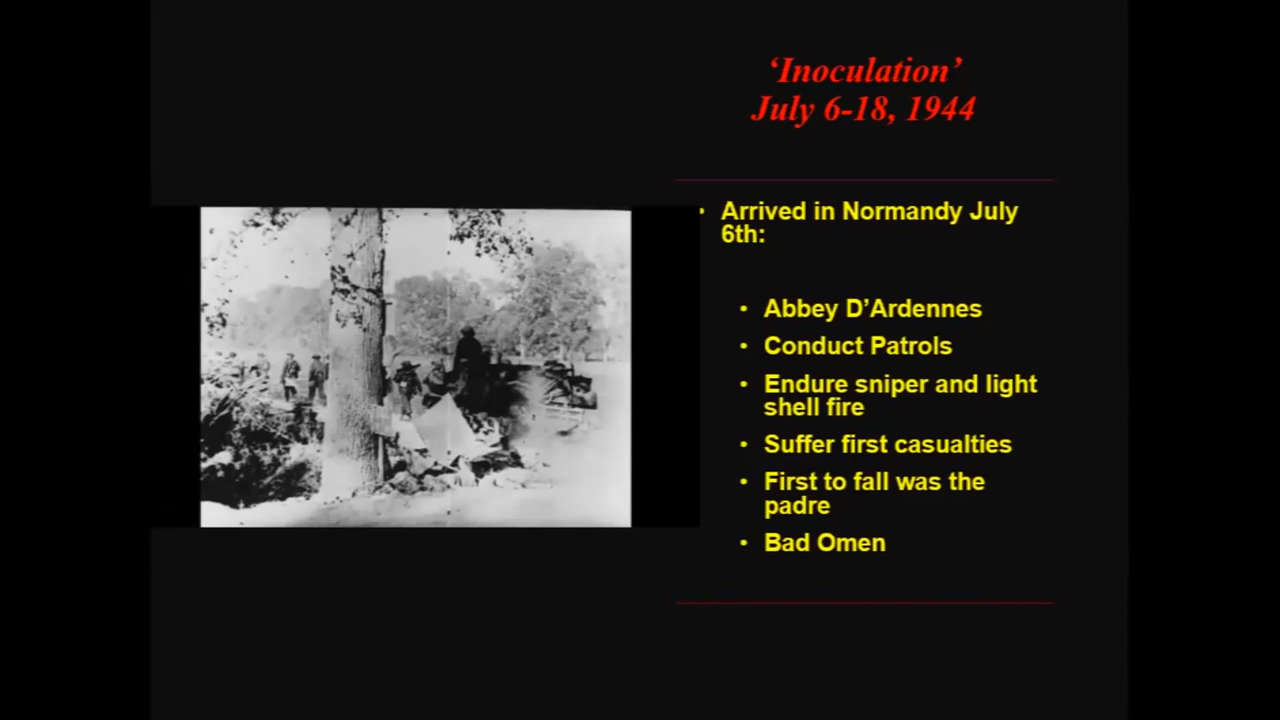 ‘Inoculation’
July 6-18, 1944
• Arrived in Normandy July
6th:
• Abbey D’Ardennes
• Conduct Patrols
• Endure sniper and light
shell fire
• Suffer first casualties
• First to fall was the
padre
• Bad Omen